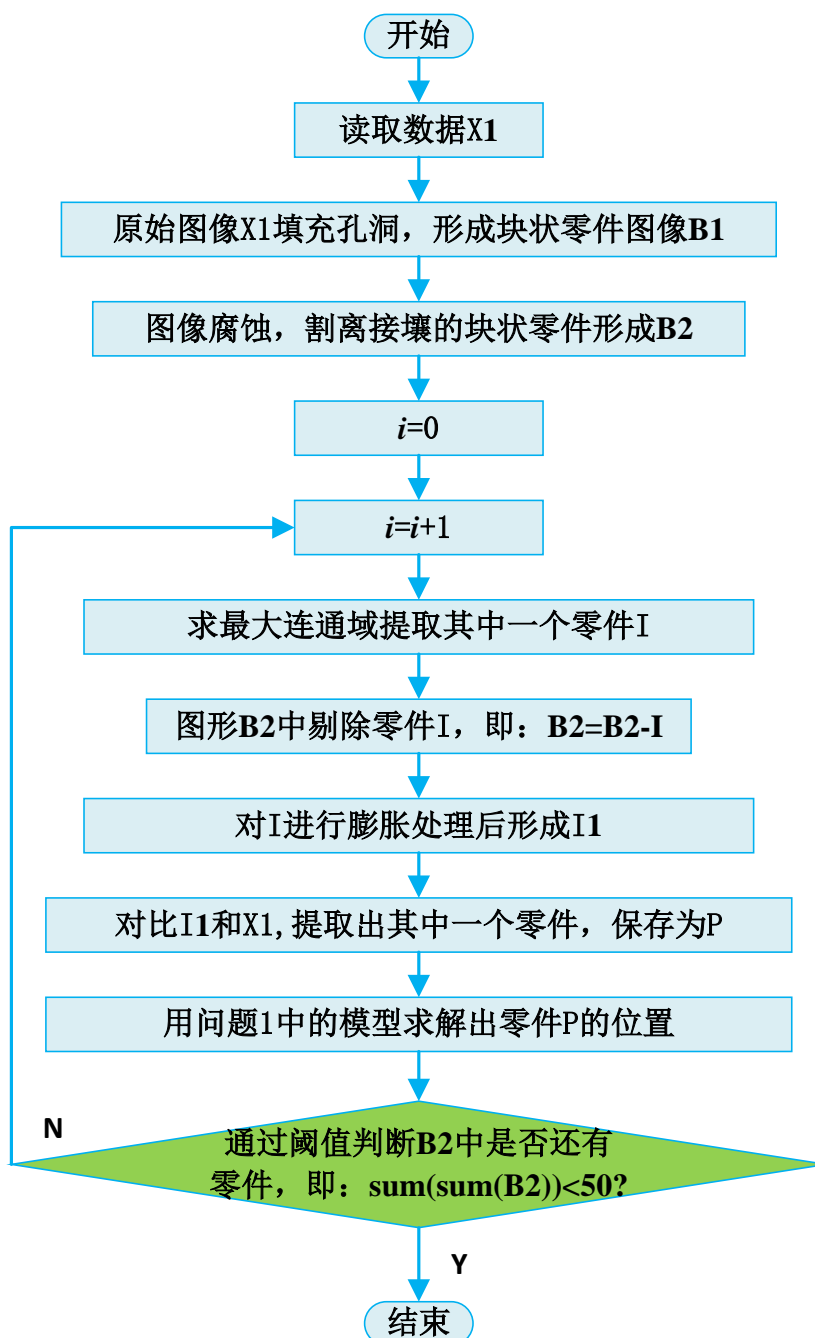 开始
读取数据X1
原始图像X1填充孔洞，形成块状零件图像B1
图像腐蚀，割离接壤的块状零件形成B2
i=0
i=i+1
求最大连通域提取其中一个零件I
图形B2中剔除零件I，即：B2=B2-I
对I进行膨胀处理后形成I1
对比I1和X1,提取出其中一个零件，保存为P
用问题1中的模型求解出零件P的位置
N
通过阈值判断B2中是否还有
零件，即：sum(sum(B2))<50?
Y
结束